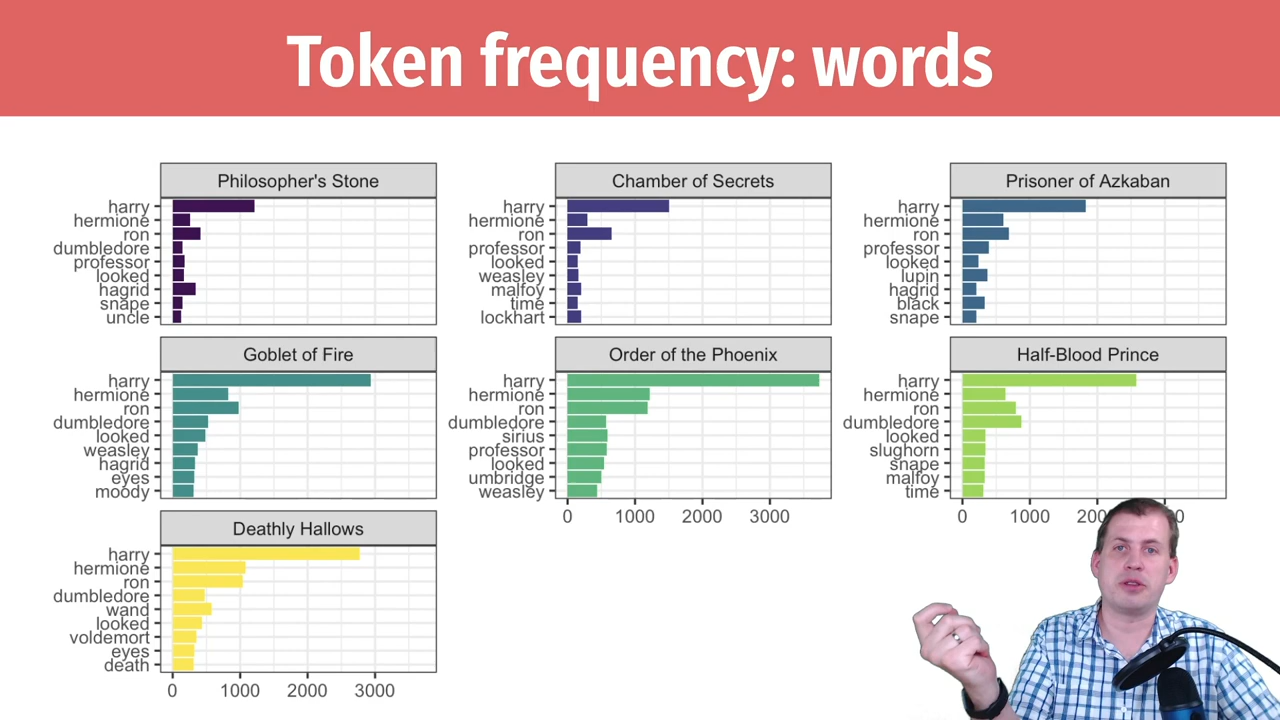 Token frequency: words
Philosopher's Stone
harry
hermione
ron
dumbledore
professor
looked
hagrid
snape
uncle
Chamber of Secrets
harry
hermione
ron
professor
looked
weasley
malfoy
time
lockhart
Prisoner of Azkaban
harry
hermione
ron
professor
looked
lupin
hagrid
black
snape
Goblet of Fire
harry
hermione
ron
dumbledore
looked
weasley
hagrid
eyes
moody
Order of the Phoenix
harry
hermione
ron
dumbledore
sirius
professor
looked
umbridge
weasley
0 1000 2000 3000
Half-Blood Prince
harry
hermione
ron
dumbledore
looked
slughorn
snape
malfoy
time
0 1000
Deathly Hallows
harry
hermione
ron
dumbledore
wand
looked
voldemort
eyes
death
0 1000 2000 3000